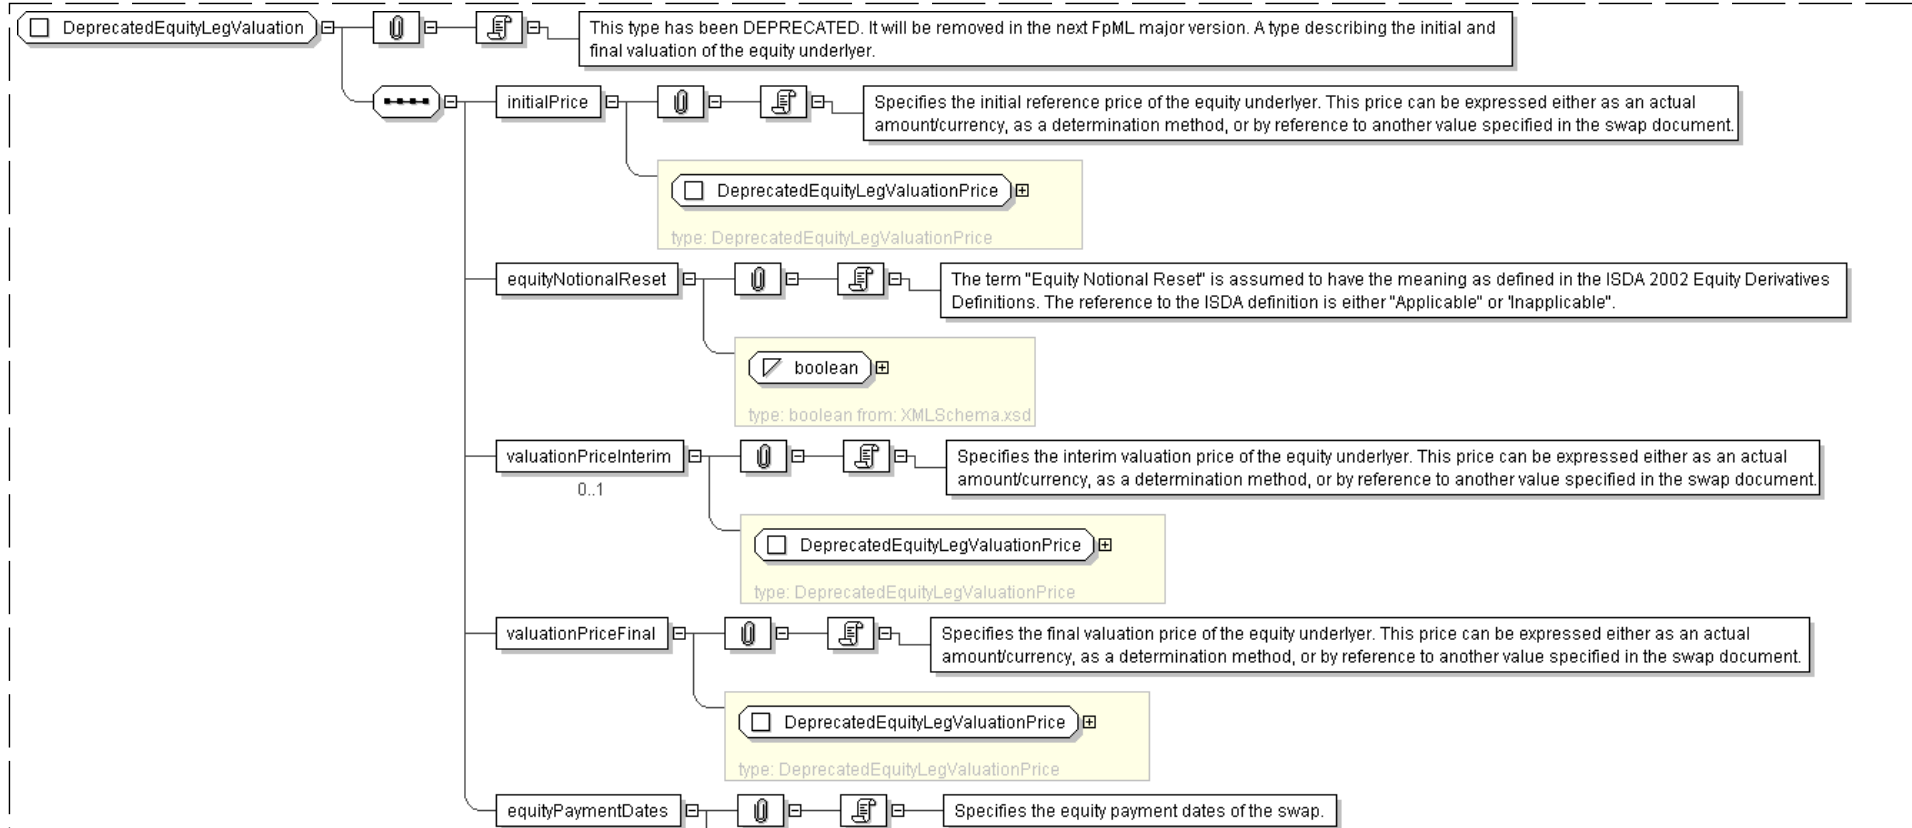 DeprecatedEquityLegValuation
This type has been DEPRECATED. It will be removed in the next FpML major version. A type describing the initial and
final valuation of the equity underlyer.
initialPrice
Specifies the initial reference price of the equity underlyer. This price can be expressed either as an actual
amount/currency, as a determination method, or by reference to another value specified in the swap document.
DeprecatedEquityLegValuationPrice
type: DeprecatedEquityLegValuationPrice
equityNotionalReset
The term "Equity Notional Reset" is assumed to have the meaning as defined in the ISDA 2002 Equity Derivatives
Definitions. The reference to the ISDA definition is either "Applicable" or 'Inapplicable".
boolean
type: boolean from: XMLSchema.xsd
valuationPriceInterim
0..1
Specifies the interim valuation price of the equity underlyer. This price can be expressed either as an actual
amount/currency, as a determination method, or by reference to another value specified in the swap document.
DeprecatedEquityLegValuationPrice
type: DeprecatedEquityLegValuationPrice
valuationPriceFinal
Specifies the final valuation price of the equity underlyer. This price can be expressed either as an actual
amount/currency, as a determination method, or by reference to another value specified in the swap document.
DeprecatedEquityLegValuationPrice
type: DeprecatedEquityLegValuationPrice
equityPaymentDates
Specifies the equity payment dates of the swap.